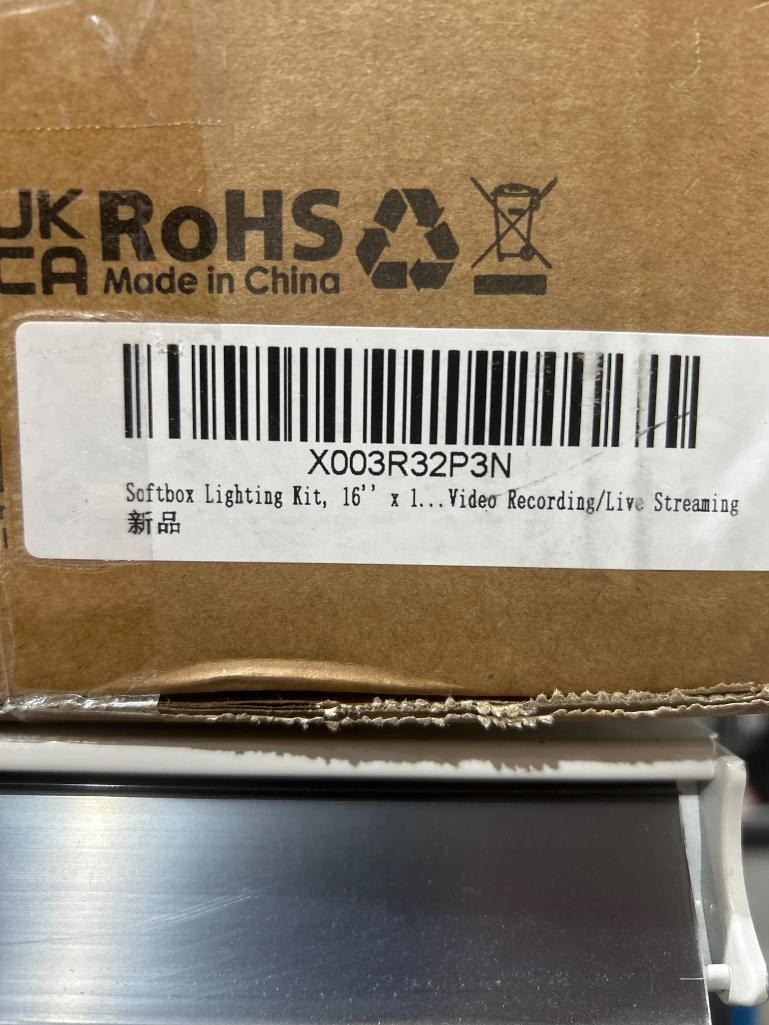 UK RoHS
CA Made in China
X003R32P3N
Softbox Lighting Kit, 16'' x 1...Video Recording/Live Streaming
新品